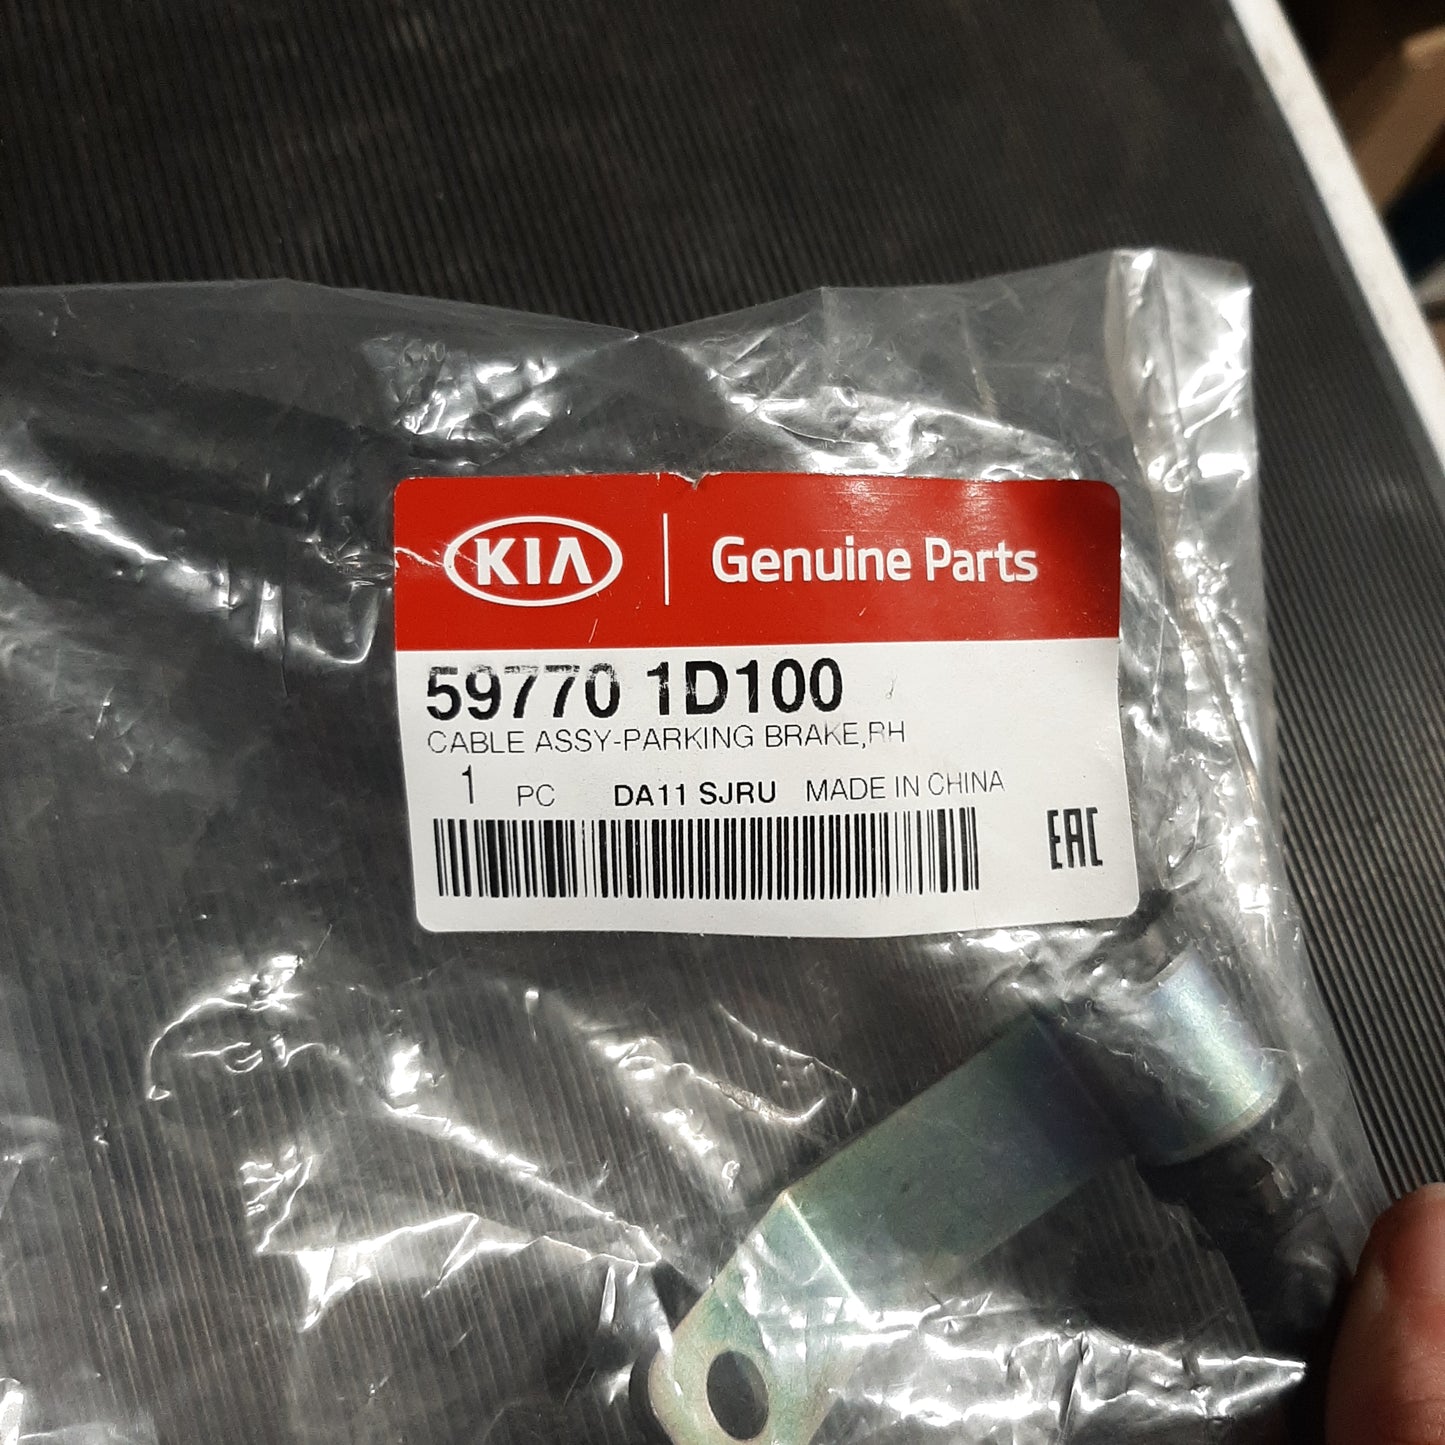 KIA Genuine Parts
59770 1D100
CABLE ASSY-PARKING BRAKE,RH
1 PC DA11 SJRU MADE IN CHINA
EAC